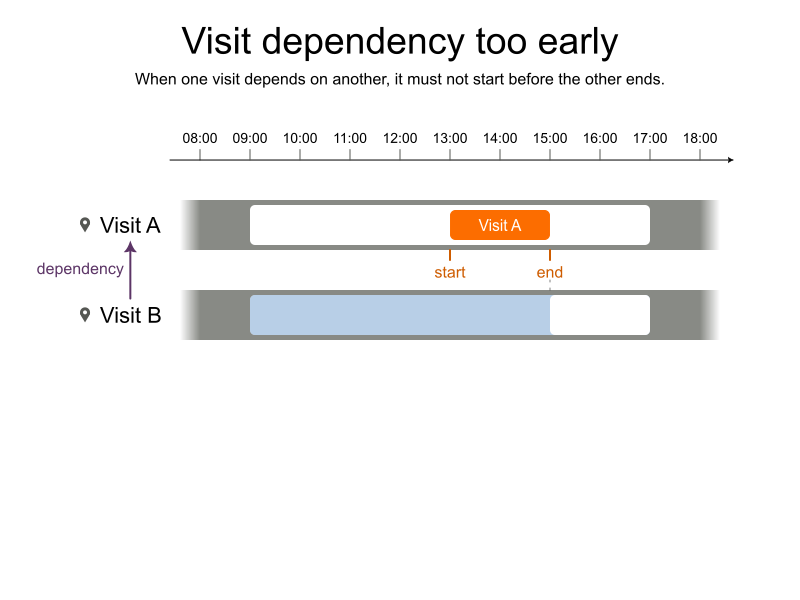 Visit dependency too early
When one visit depends on another, it must not start before the other ends.
08:00 09:00 10:00 11:00 12:00 13:00 14:00 15:00 16:00 17:00 18:00
Visit A Visit A
dependency start end
Visit B